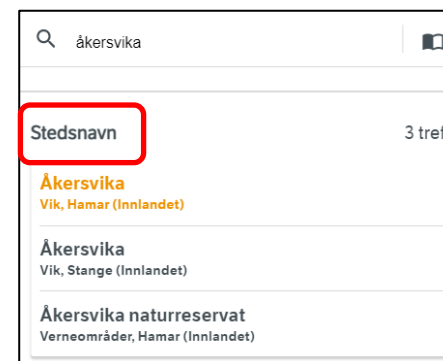 åkersvika
Stedsnavn 3 tref
Åkersvika
Vik, Hamar (Innlandet)
Åkersvika
Vik, Stange (Innlandet)
Åkersvika naturreservat
Verneområder, Hamar (Innlandet)